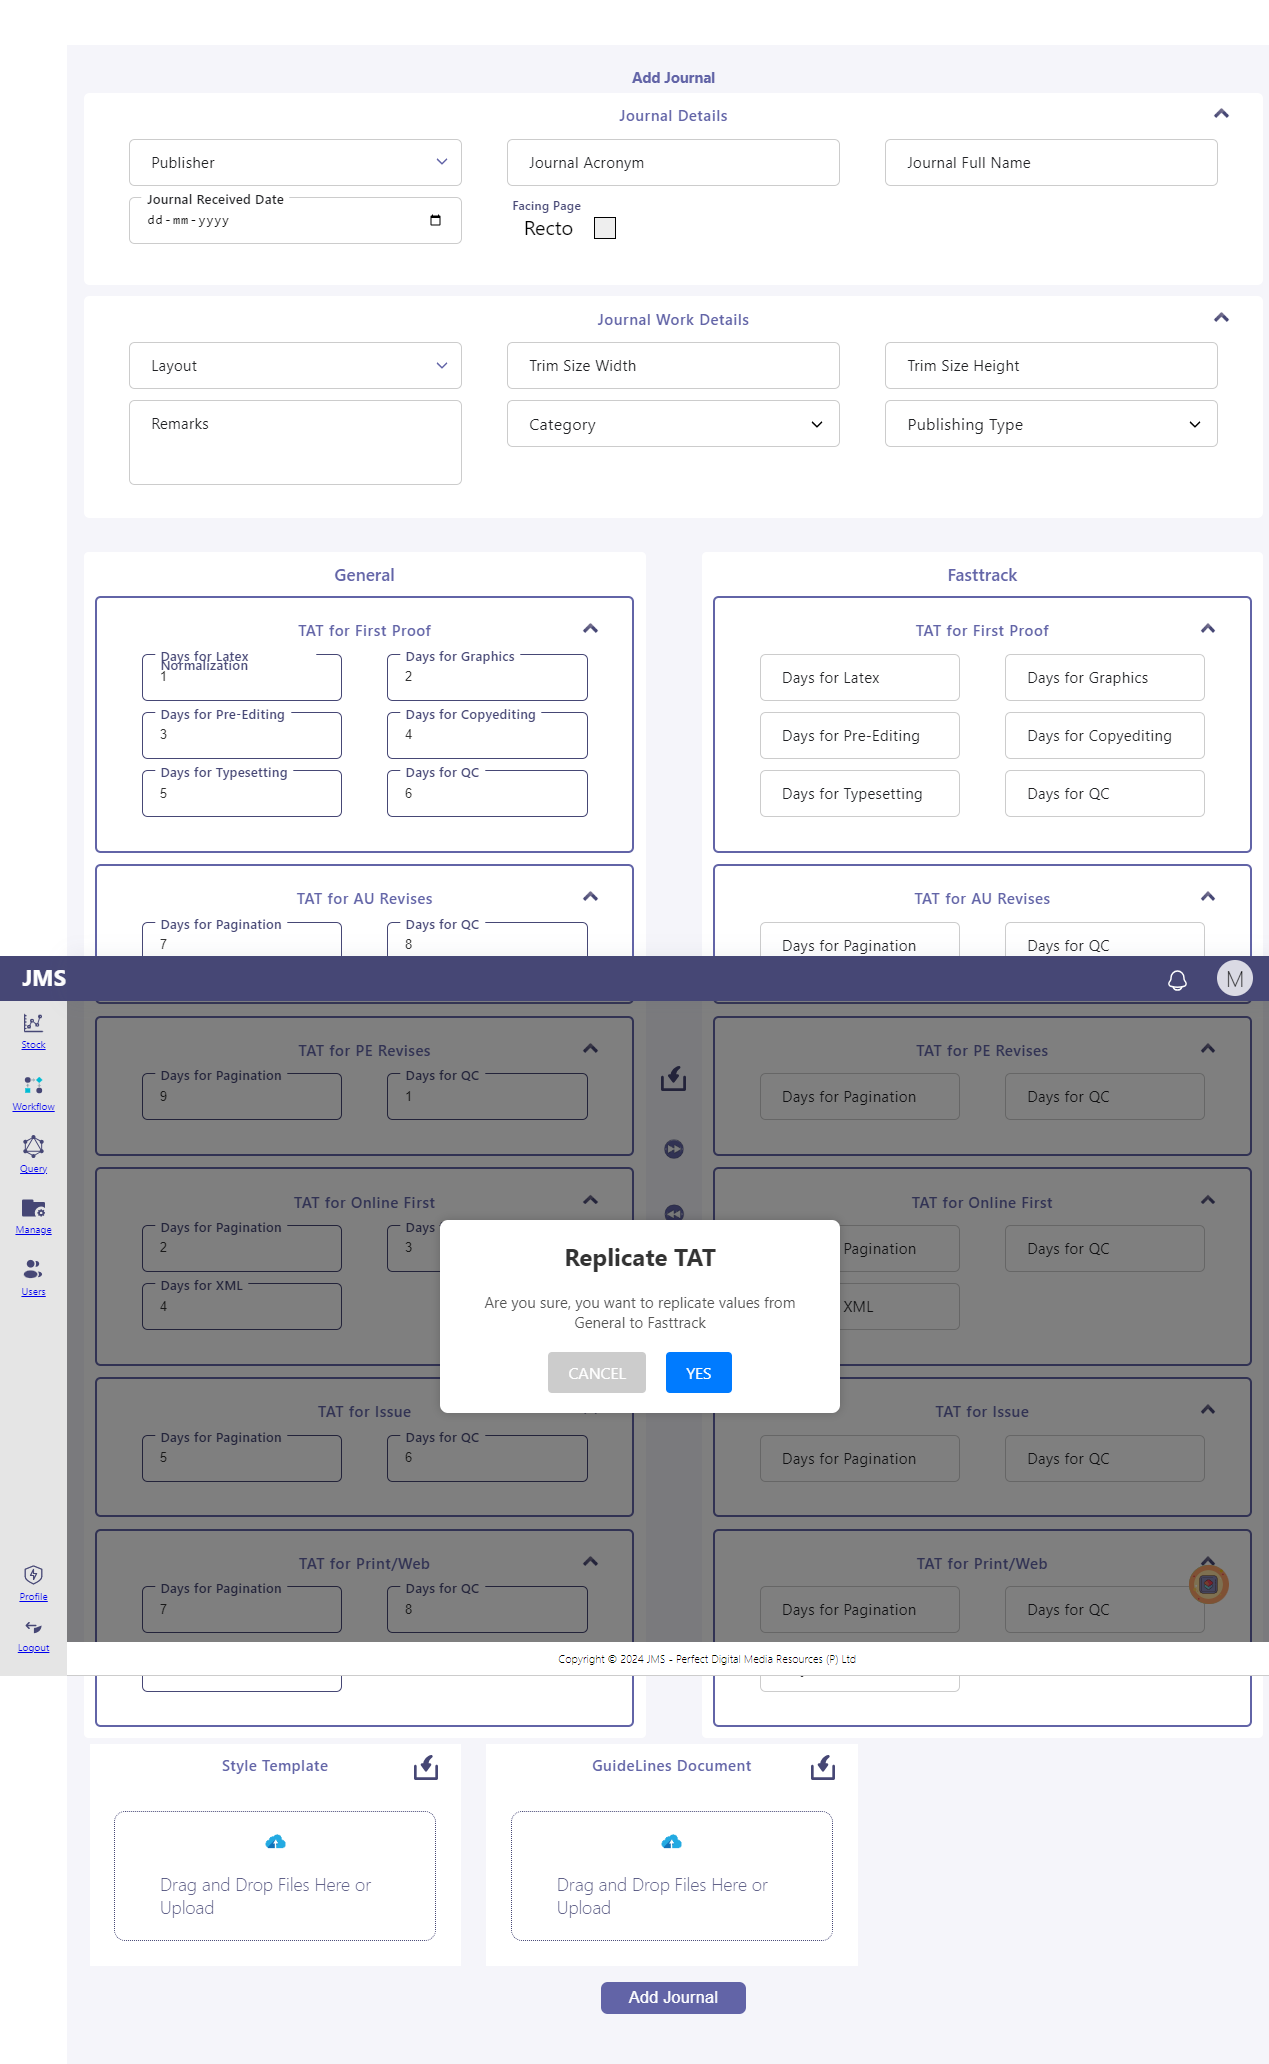 Add Journal
Journal Details
Publisher
Journal Acronym
Journal Full Name
Journal Received Date
dd-mm-yyyy
Facing Page
Recto
Journal Work Details
Layout
Trim Size Width
Trim Size Height
Remarks
Category
Publishing Type
General
TAT for First Proof
Days for Latex
Normalization
1
Days for Graphics
2
Days for Pre-Editing
3
Days for Copyediting
4
Days for Typesetting
5
Days for QC
6
TAT for AU Revises
Days for Pagination
7
Days for QC
8
Fasttrack
TAT for First Proof
Days for Latex
Days for Graphics
Days for Pre-Editing
Days for Copyediting
Days for Typesetting
Days for QC
TAT for AU Revises
Days for Pagination
Days for QC
JMS
M
Stock
Workflow
Query
Manage
Users
Profile
Logout
TAT for PE Revises
Days for Pagination
9
Days for QC
1
TAT for Online First
Days for Pagination
2
Days
3
Days for XML
4
TAT for Issue
Days for Pagination
5
Days for QC
6
TAT for Print/Web
Days for Pagination
7
Days for QC
8
TAT for PE Revises
Days for Pagination
Days for QC
TAT for Online First
Pagination
Days for QC
XML
TAT for Issue
Days for Pagination
Days for QC
TAT for Print/Web
Days for Pagination
Days for QC
Replicate TAT
Are you sure, you want to replicate values from
General to Fasttrack
CANCEL
YES
Copyright © 2024 JMS - Perfect Digital Media Resources (P) Ltd
Style Template
Drag and Drop Files Here or
Upload
GuideLines Document
Drag and Drop Files Here or
Upload
Add Journal